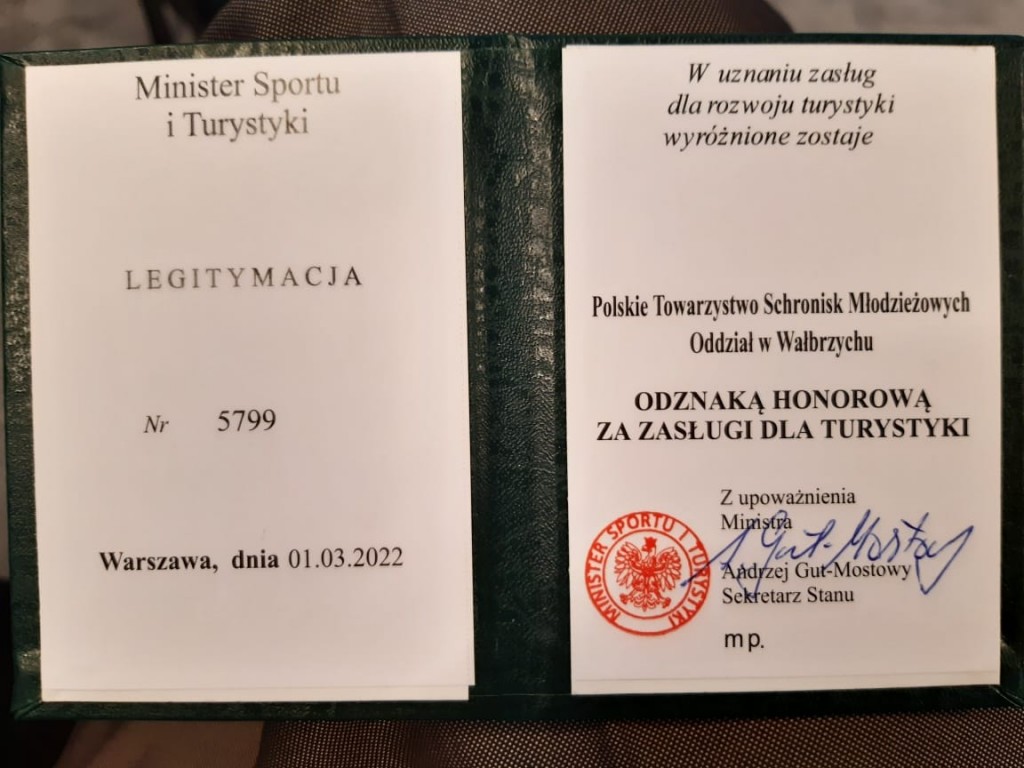 Minister Sportu
i Turystyki
LEGITYMACJA
Nr 5799
Warszawa, dnia 01.03.2022
W uznaniu zasług
dla rozwoju turystyki
wyróżnione zostaje
Polskie Towarzystwo Schronisk Młodzieżowych
Oddział w Wałbrzychu
ODZNAKĄ HONOROWĄ
ZA ZASŁUGI DLA TURYSTYKI
Z upoważnienia
Ministra
A. Gut-Mostowy
Andrzej Gut-Mostowy
Sekretarz Stanu
mp.
MINISTER SPORTU I TURYSTYKI